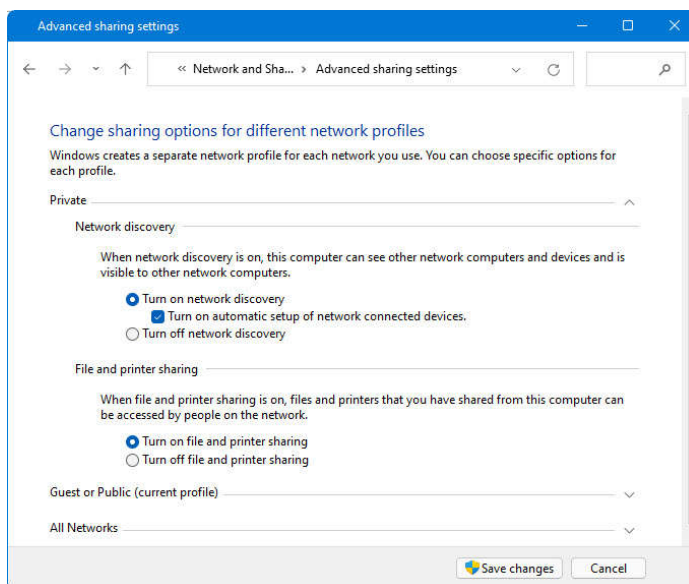 Advanced sharing settings
« Network and Sha... › Advanced sharing settings
Change sharing options for different network profiles
Windows creates a separate network profile for each network you use. You can choose specific options for
each profile.
Private
Network discovery
When network discovery is on, this computer can see other network computers and devices and is
visible to other network computers.
Turn on network discovery
Turn on automatic setup of network connected devices.
Turn off network discovery
File and printer sharing
When file and printer sharing is on, files and printers that you have shared from this computer can
be accessed by people on the network.
Turn on file and printer sharing
Turn off file and printer sharing
Guest or Public (current profile)
All Networks
Save changes Cancel